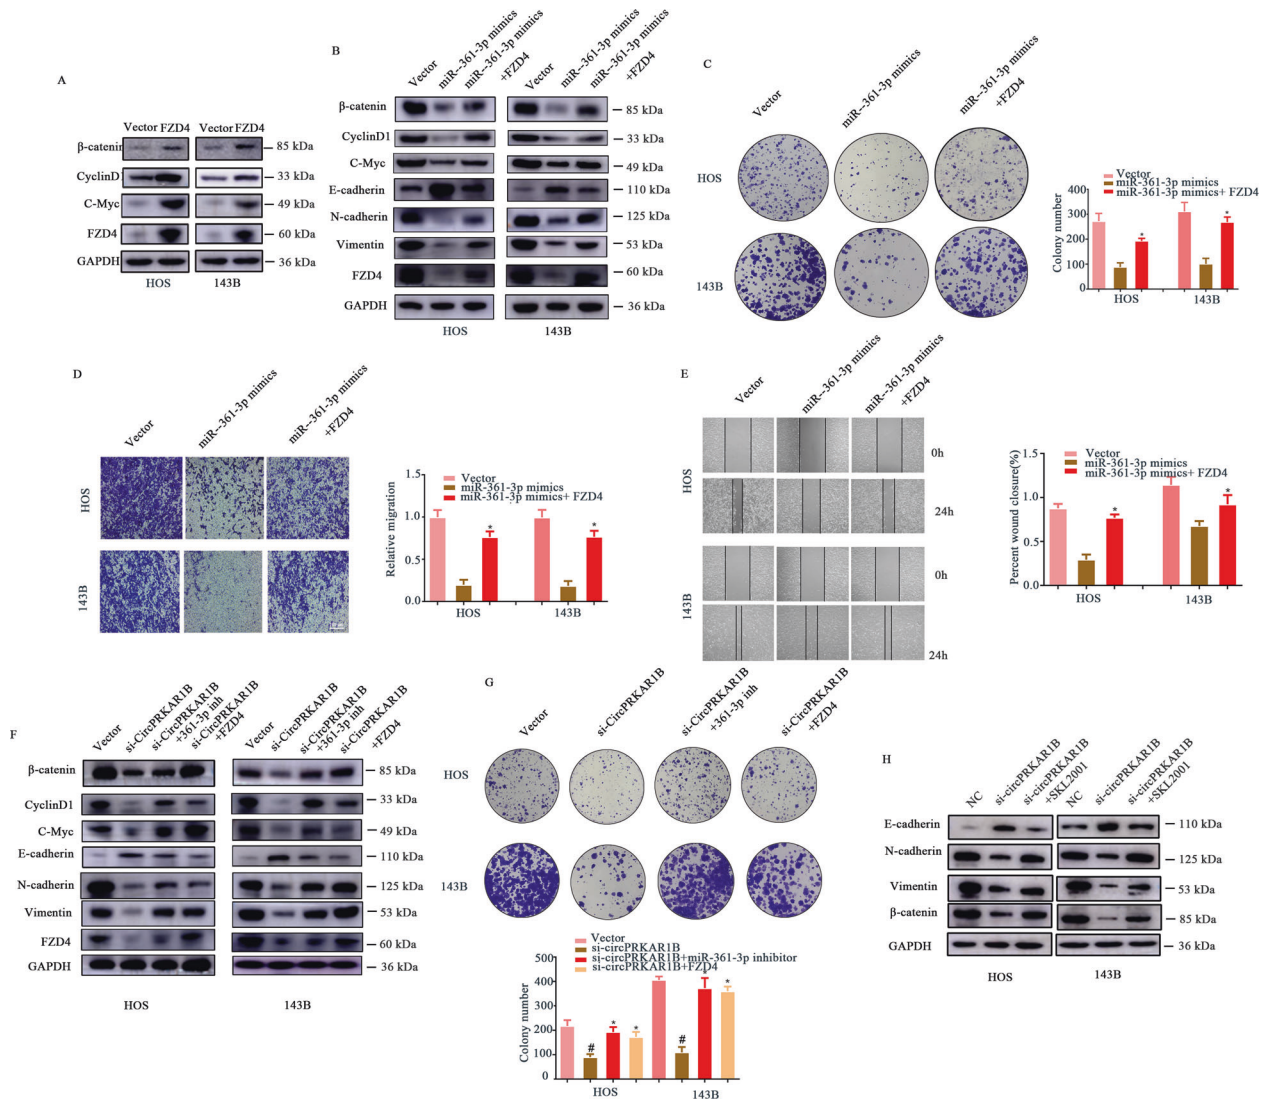 A
Vector FZD4 Vector FZD4
β-catenin 85 kDa
CyclinD 33 kDa
C-Myc 49 kDa
FZD4 60 kDa
GAPDH 36 kDa
HOS 143B
B
Vector miR--361-3p mimics miR--361-3p mimics +FZD4 Vector miR--361-3p mimics miR--361-3p mimics +FZD4
β-catenin 85 kDa
CyclinD1 33 kDa
C-Myc 49 kDa
E-cadherin 110 kDa
N-cadherin 125 kDa
Vimentin 53 kDa
FZD4 60 kDa
GAPDH 36 kDa
HOS 143B
C
Vector miR--361-3p mimics miR--361-3p mimics +FZD4
HOS
143B
Vector
miR-361-3p mimics
miR-361-3p mimics+ FZD4
Colony number
400
300
200
100
0
* *
HOS 143B
D
Vector miR--361-3p mimics miR--361-3p mimics +FZD4
HOS
143B
Vector
miR-361-3p mimics
miR-361-3p mimics+ FZD4
Relative migration
1.5
1.0
0.5
0.0
* *
HOS 143B
E
Vector miR--361-3p mimics miR--361-3p mimics +FZD4
HOS
0h
24h
143B
0h
24h
Vector
miR-361-3p mimics
miR-361-3p mimics+ FZD4
Percent wound closure(%)
1.5
1.0
0.5
0.0
* *
HOS 143B
F
Vector si-CircPRKAR1B si-CircPRKAR1B +361-3p inh si-CircPRKAR1B +FZD4 Vector si-CircPRKAR1B si-CircPRKAR1B +361-3p inh si-CircPRKAR1B +FZD4
β-catenin 85 kDa
CyclinD1 33 kDa
C-Myc 49 kDa
E-cadherin 110 kDa
N-cadherin 125 kDa
Vimentin 53 kDa
FZD4 60 kDa
GAPDH 36 kDa
HOS 143B
G
Vector si-CircPRKAR1B si-CircPRKAR1B +361-3p inh si-CircPRKAR1B +FZD4
HOS
143B
Vector
si-circPRKAR1B
si-circPRKAR1B+miR-361-3p inhibitor
si-circPRKAR1B+FZD4
Colony number
500
400
300
200
100
0
# * * # * *
HOS 143B
H
NC si-circPRKAR1B si-circPRKAR1B +SKL2001 NC si-circPRKAR1B si-circPRKAR1B +SKL2001
E-cadherin 110 kDa
N-cadherin 125 kDa
Vimentin 53 kDa
β-catenin 85 kDa
GAPDH 36 kDa
HOS 143B